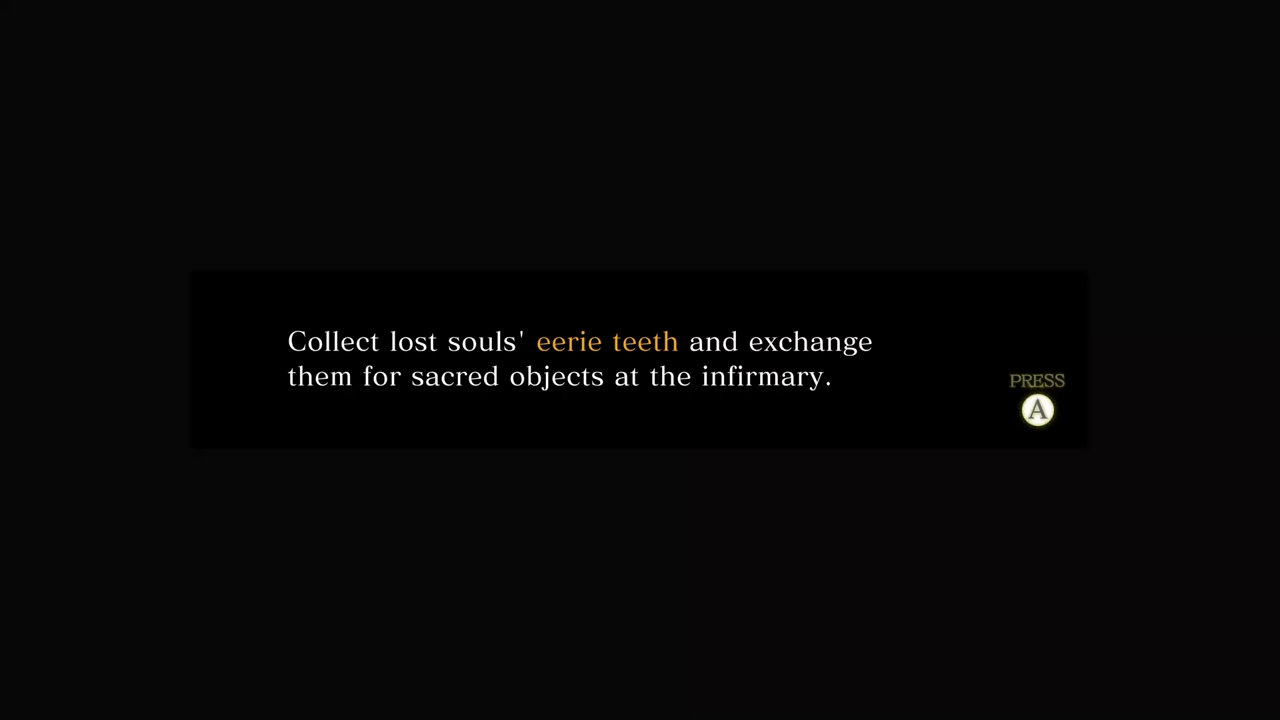 Collect lost souls' eerie teeth and exchange
them for sacred objects at the infirmary.
PRESS
A